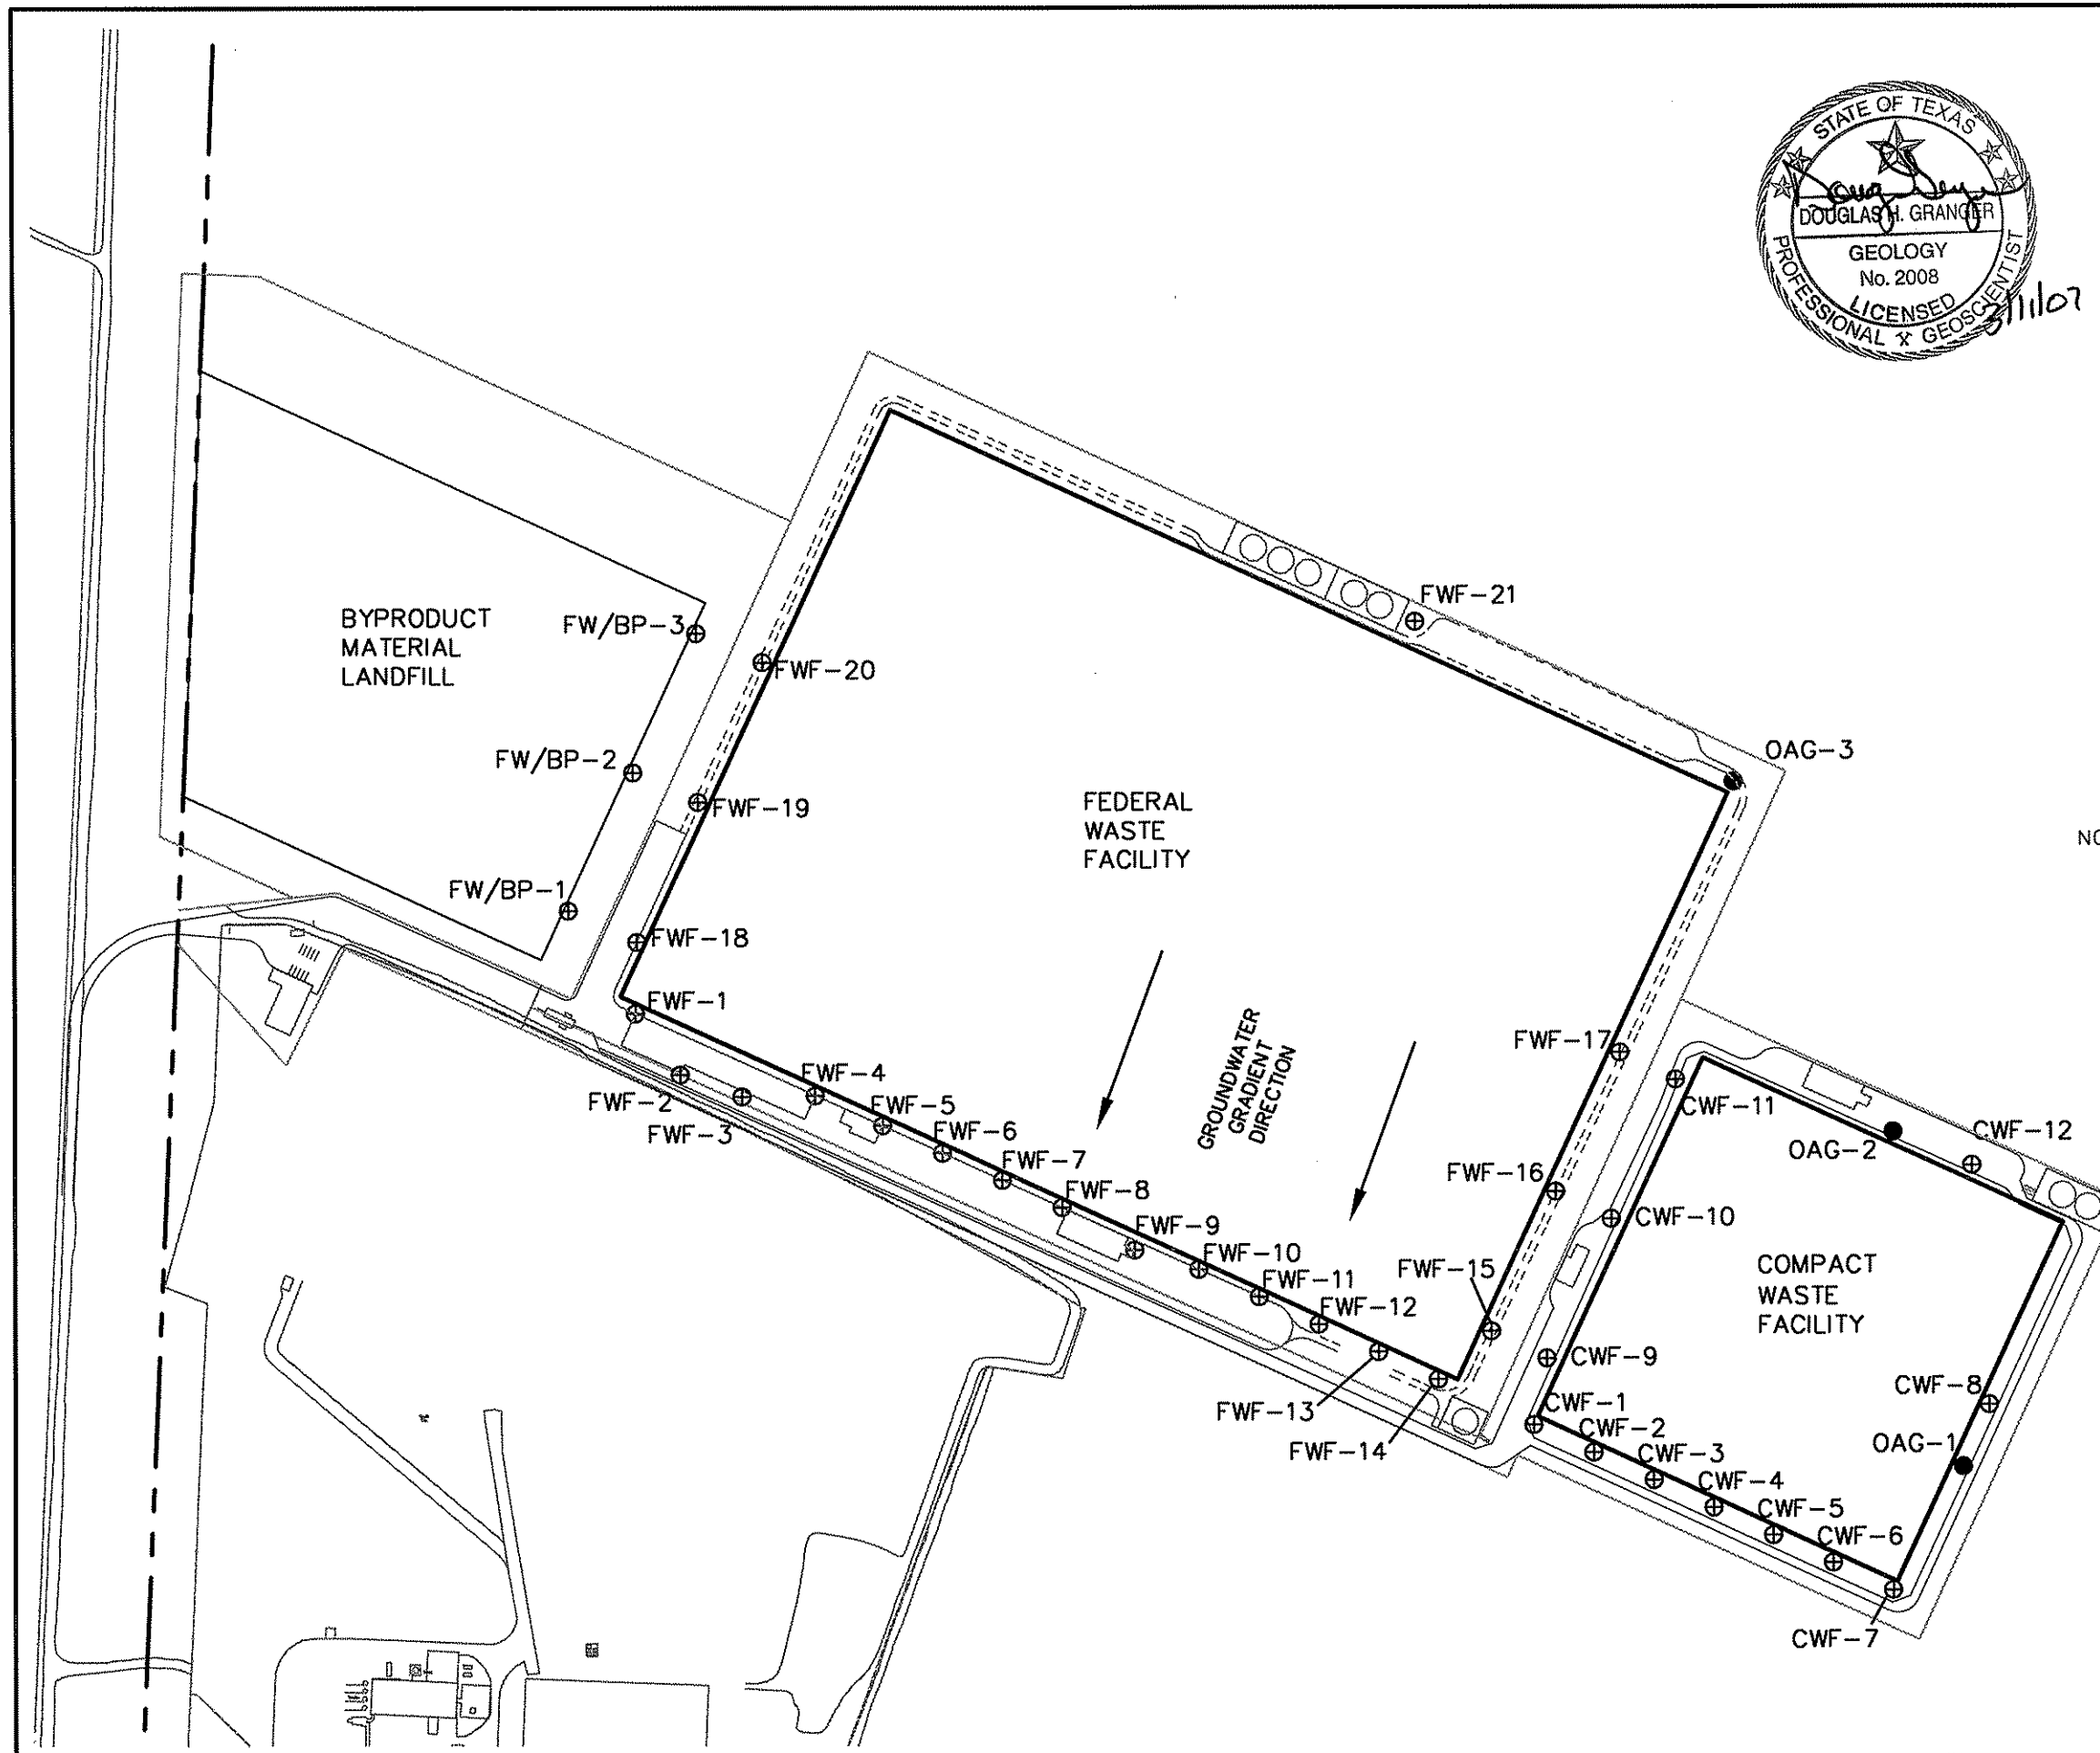 STATE OF TEXAS
DOUGLAS H. GRANGER
GEOLOGY
No. 2008
LICENSED
PROFESSIONAL GEOSCIENTIST
3/11/07
BYPRODUCT
MATERIAL
LANDFILL
FW/BP-3
FW/BP-2
FW/BP-1
FWF-21
FWF-20
FWF-19
FWF-18
OAG-3
FEDERAL
WASTE
FACILITY
NO
FWF-1
FWF-2
FWF-3
FWF-4
FWF-5
FWF-6
FWF-7
FWF-8
FWF-9
FWF-10
FWF-11
FWF-12
FWF-13
FWF-14
FWF-15
FWF-16
FWF-17
GROUNDWATER
GRADIENT
DIRECTION
CWF-11
OAG-2
CWF-12
CWF-10
COMPACT
WASTE
FACILITY
CWF-9
CWF-8
OAG-1
CWF-1
CWF-2
CWF-3
CWF-4
CWF-5
CWF-6
CWF-7